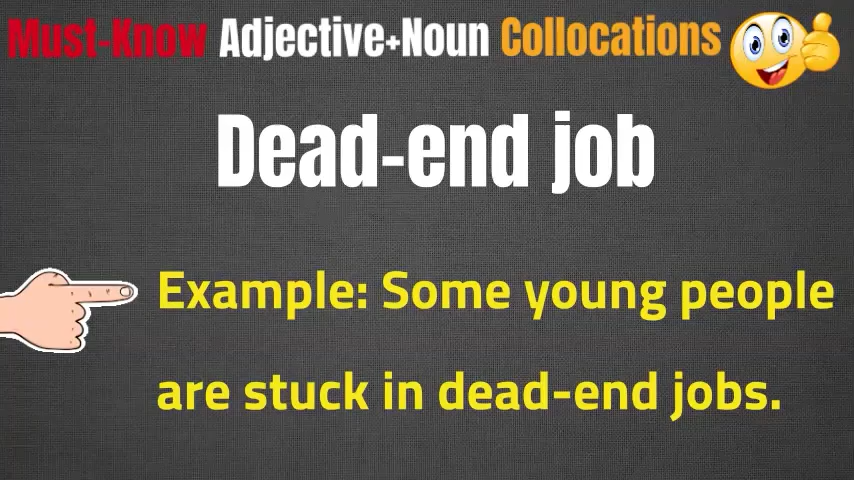 Must-Know Adjective+Noun Collocations
Dead-end job
Example: Some young people
are stuck in dead-end jobs.